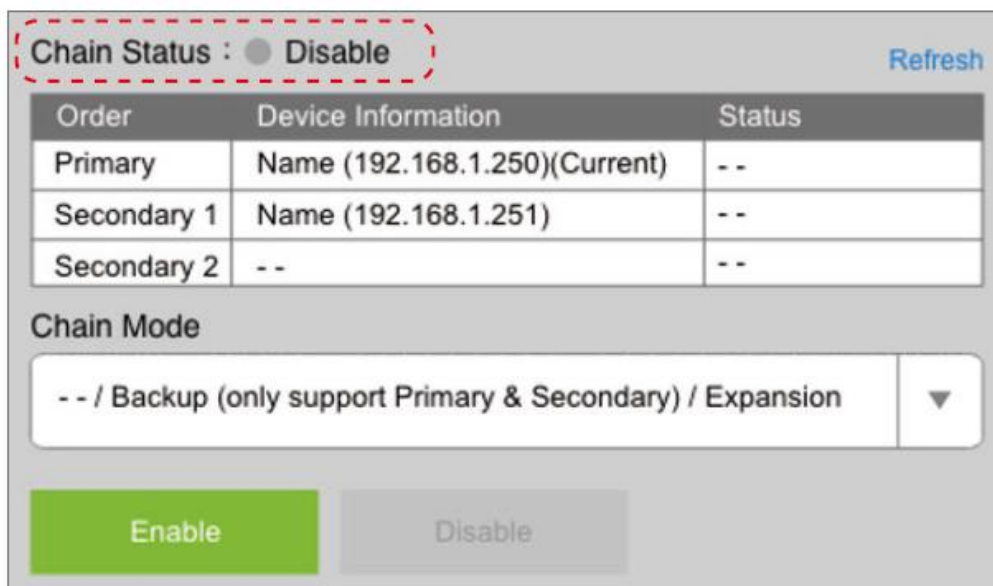 Chain Status : Disable
Refresh
Order Device Information Status
Primary Name (192.168.1.250)(Current) - -
Secondary 1 Name (192.168.1.251) - -
Secondary 2 - - - -
Chain Mode
- - / Backup (only support Primary & Secondary) / Expansion
Enable Disable